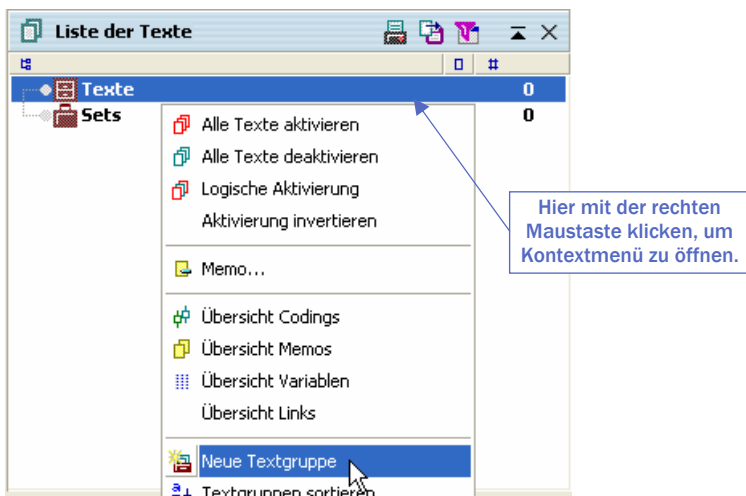 Liste der Texte
#
Texte 0
Sets 0
Alle Texte aktivieren
Alle Texte deaktivieren
Logische Aktivierung
Aktivierung invertieren
Hier mit der rechten
Maustaste klicken, um
Kontextmenü zu öffnen.
Memo...
Übersicht Codings
Übersicht Memos
Übersicht Variablen
Übersicht Links
Neue Textgruppe
Textgruppen sortieren